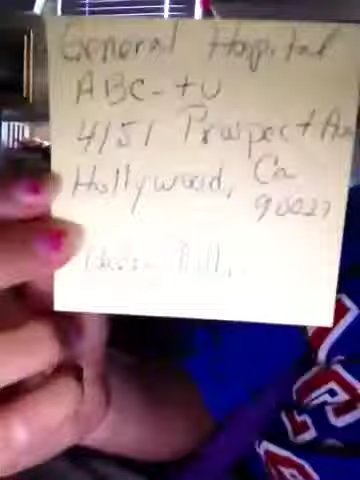 General Hospital
ABC-tv
4151 Prospect Av
Hollywood, Ca
90027